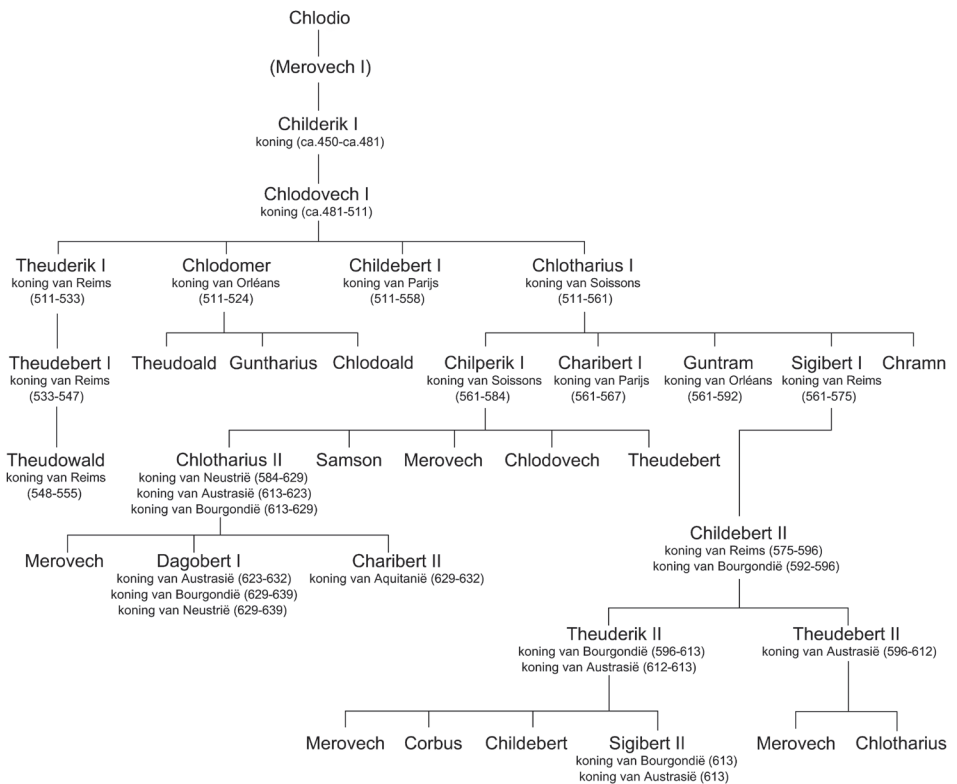 Chlodio
(Merovech I)
Childerik I
koning (ca.450-ca.481)
Chlodovech I
koning (ca.481-511)
Theuderik I
koning van Reims
(511-533)
Chlodomer
koning van Orléans
(511-524)
Childebert I
koning van Parijs
(511-558)
Chlotharius I
koning van Soissons
(511-561)
Theudebert I
koning van Reims
(533-547)
Theudoald
Guntharius
Chlodoald
Chilperik I
koning van Soissons
(561-584)
Charibert I
koning van Parijs
(561-567)
Guntram
koning van Orléans
(561-592)
Sigibert I
koning van Reims
(561-575)
Chramn
Theudowald
koning van Reims
(548-555)
Chlotharius II
koning van Neustrië (584-629)
koning van Austrasië (613-623)
koning van Bourgondië (613-629)
Samson
Merovech
Chlodovech
Theudebert
Childebert II
koning van Reims (575-596)
koning van Bourgondië (592-596)
Merovech
Dagobert I
koning van Austrasië (623-632)
koning van Bourgondië (629-639)
koning van Neustrië (629-639)
Charibert II
koning van Aquitanië (629-632)
Theuderik II
koning van Bourgondië (596-613)
koning van Austrasië (612-613)
Theudebert II
koning van Austrasië (596-612)
Merovech
Corbus
Childebert
Sigibert II
koning van Bourgondië (613)
koning van Austrasië (613)
Merovech
Chlotharius